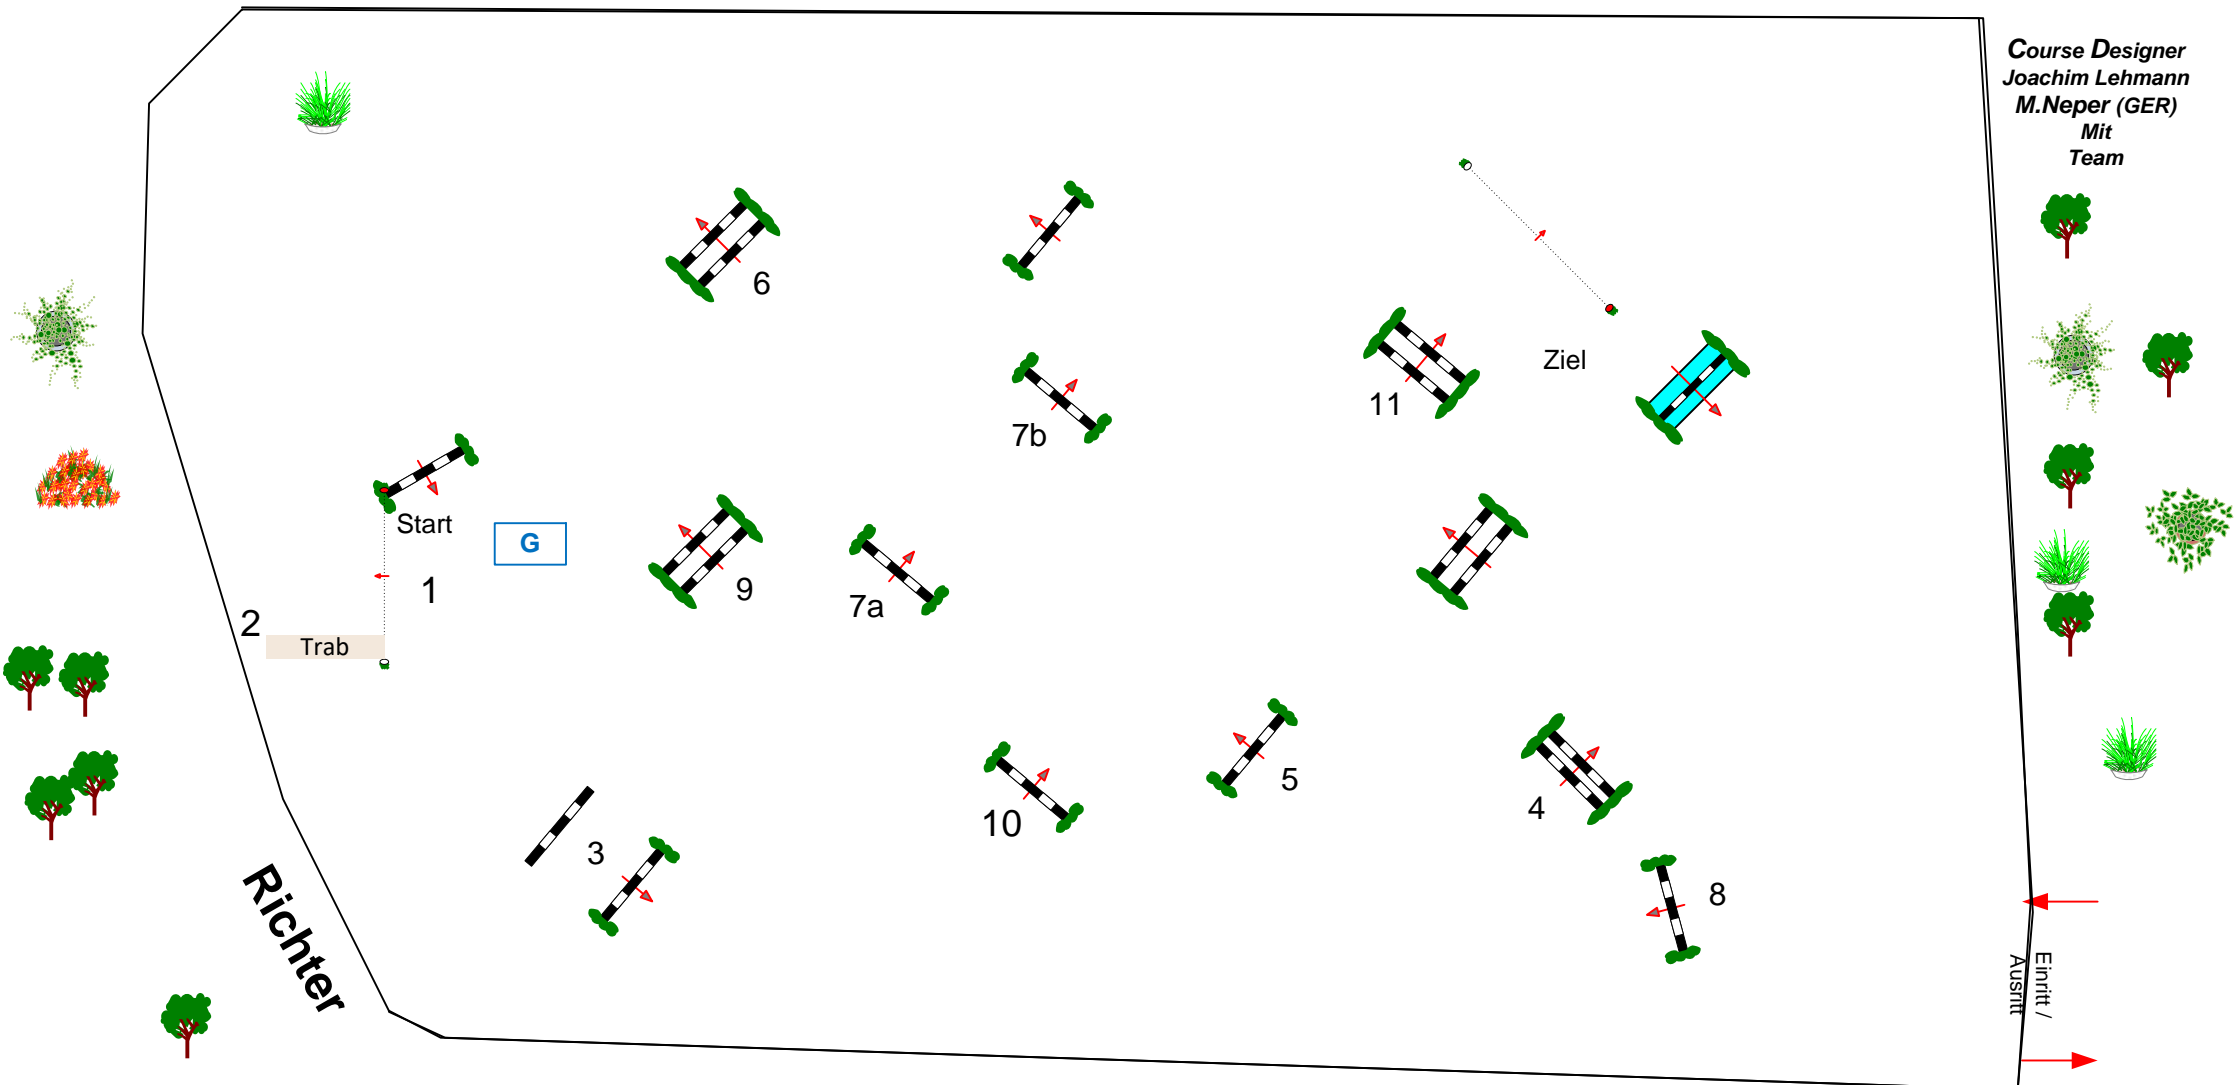 Course Designer
Joachim Lehmann
M.Neper (GER)
Mit
Team
6
Ziel
11
7b
Start
G
1
9
7a
2
Trab
5
4
10
3
8
Richter
Einritt /
Ausritt